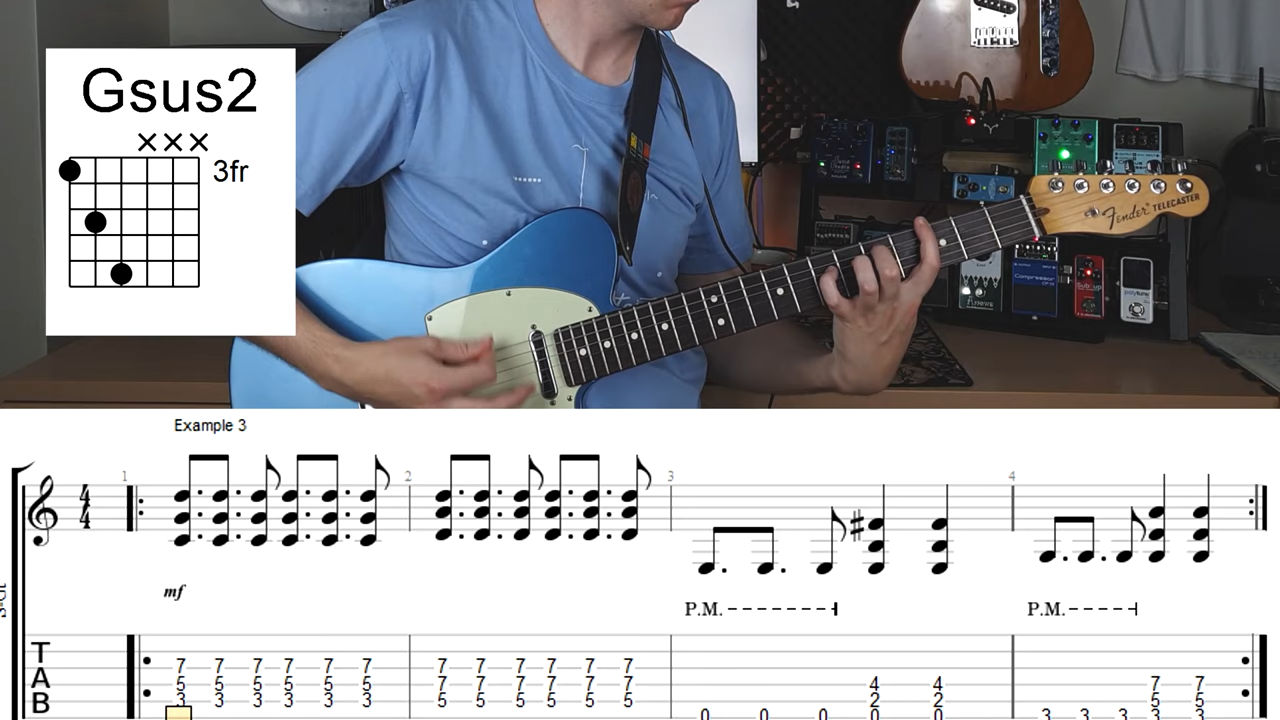 Gsus2
×××
3fr
Fender TELECASTER
Compressor
polytune
Example 3
1 2 3 4
4
4
mf
P.M. P.M.
T
A
B
7 7 7 7 7 7 7 7 7 7 7 7
5 5 5 5 5 5 7 7 7 7 7 7 4 4 7 7
3 3 3 3 3 3 5 5 5 5 5 5 2 2 5 5
0 0 0 0 0 3 3 3 3 3